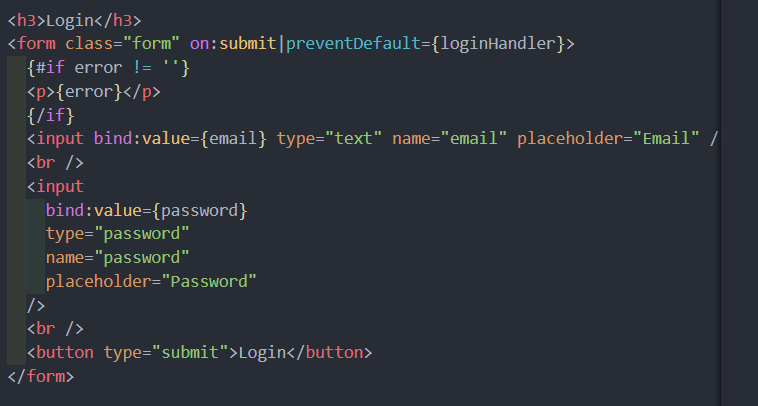 <h3>Login</h3>
<form class="form" on:submit|preventDefault={loginHandler}>
{#if error != ''}
<p>{error}</p>
{/if}
<input bind:value={email} type="text" name="email" placeholder="Email" /
<br />
<input
bind:value={password}
type="password"
name="password"
placeholder="Password"
/>
<br />
<button type="submit">Login</button>
</form>